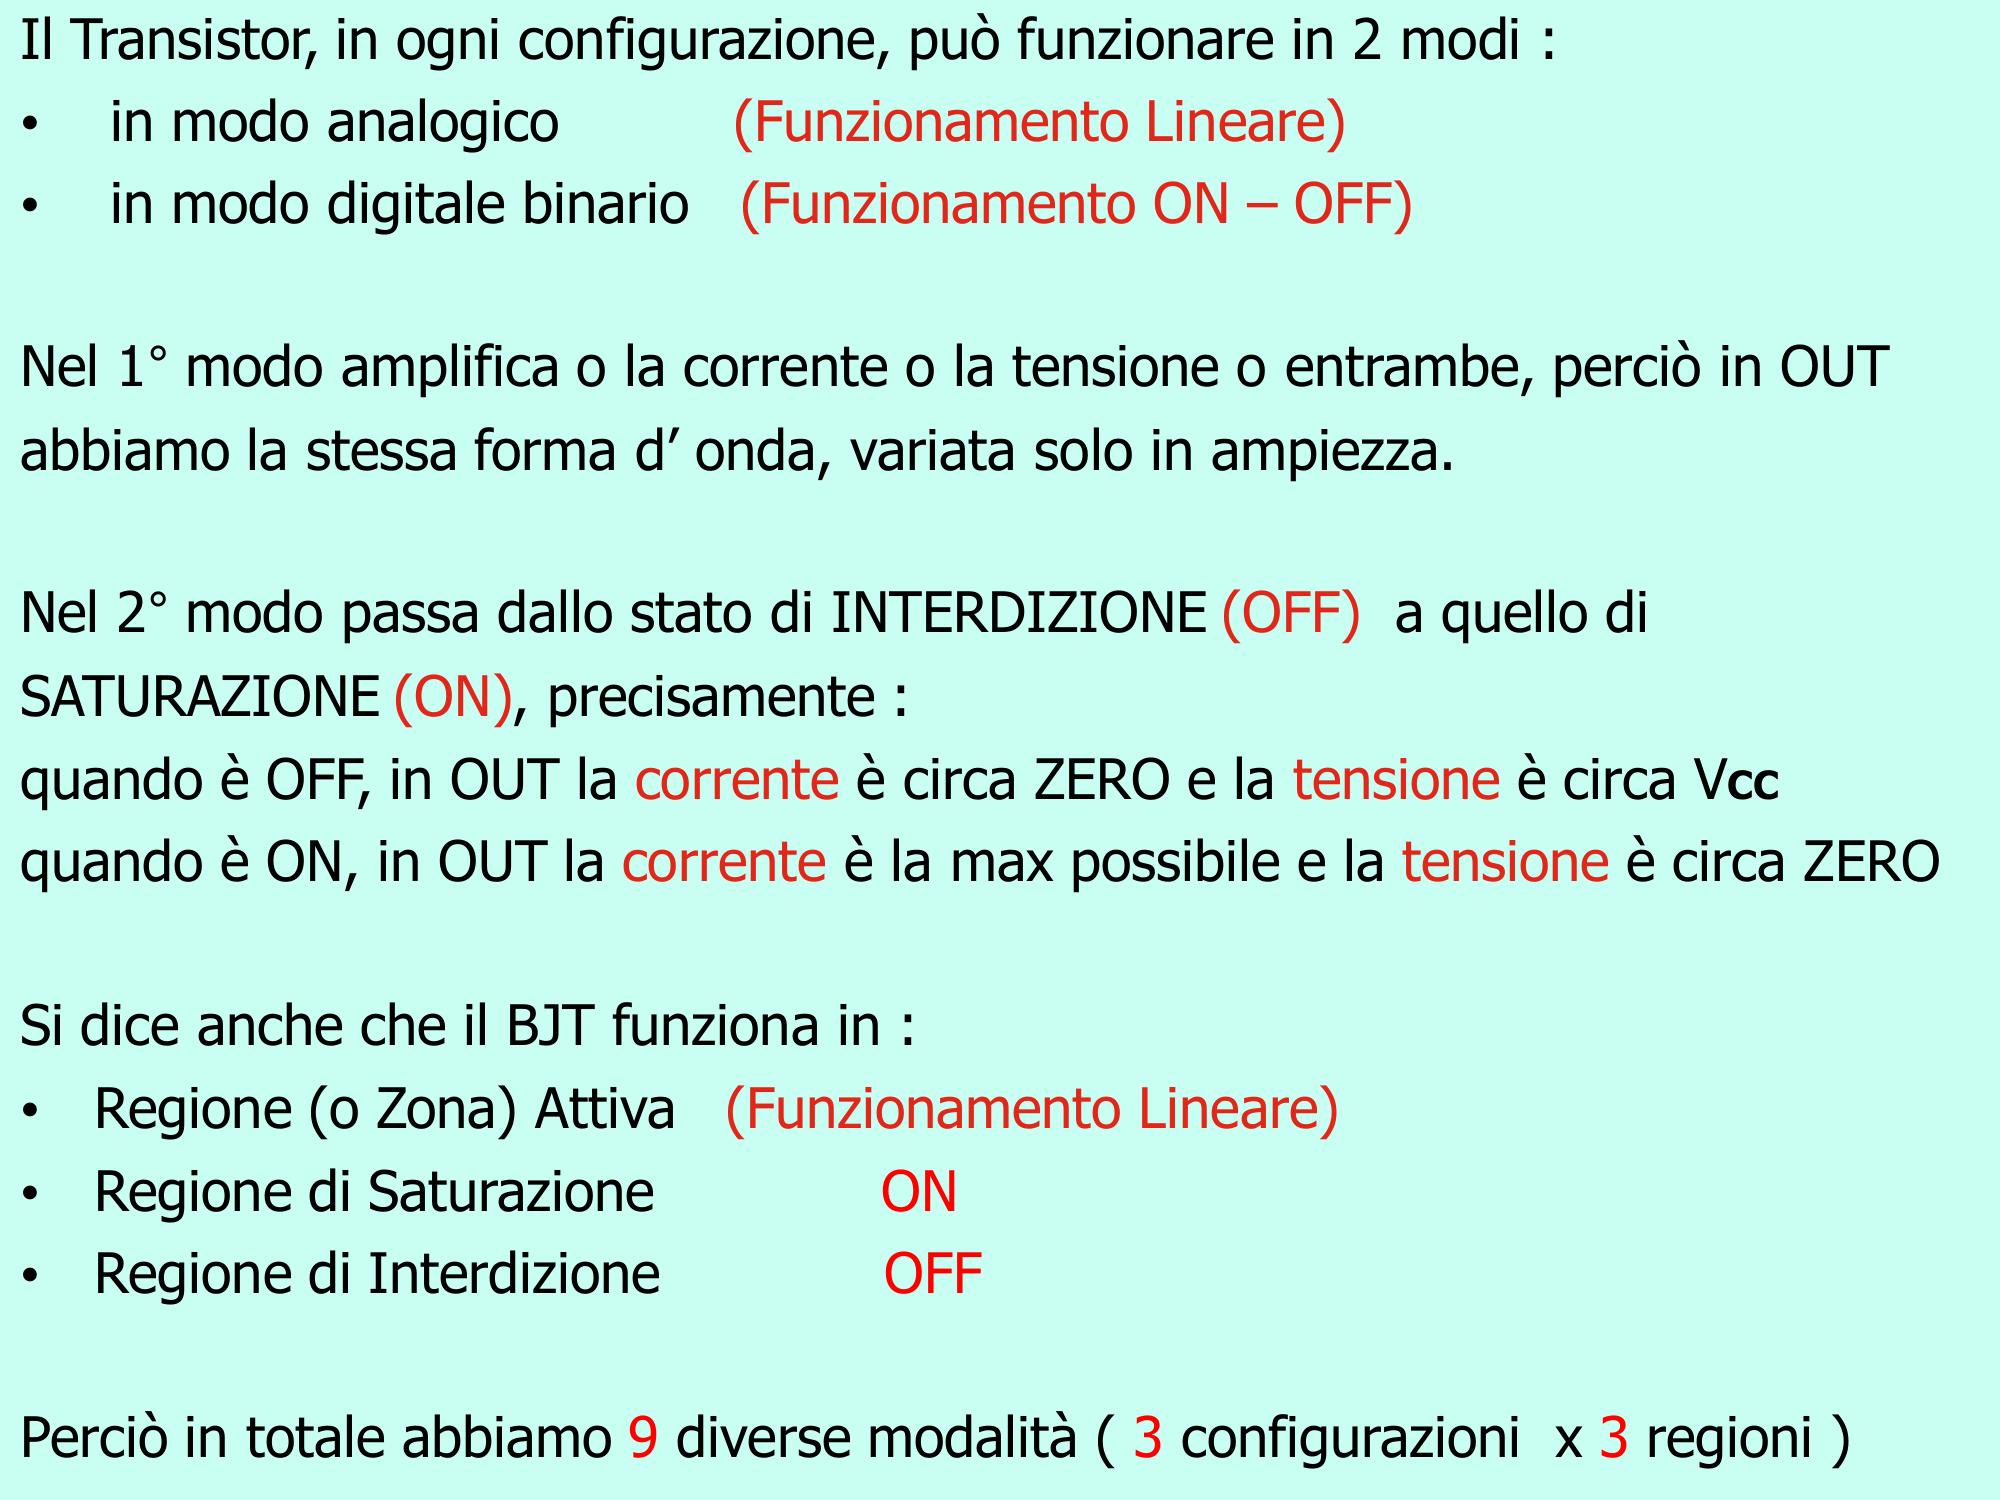 Il Transistor, in ogni configurazione, può funzionare in 2 modi :
• in modo analogico (Funzionamento Lineare)
• in modo digitale binario (Funzionamento ON – OFF)
Nel 1° modo amplifica o la corrente o la tensione o entrambe, perciò in OUT
abbiamo la stessa forma d’ onda, variata solo in ampiezza.
Nel 2° modo passa dallo stato di INTERDIZIONE (OFF) a quello di
SATURAZIONE (ON), precisamente :
quando è OFF, in OUT la corrente è circa ZERO e la tensione è circa Vcc
quando è ON, in OUT la corrente è la max possibile e la tensione è circa ZERO
Si dice anche che il BJT funziona in :
• Regione (o Zona) Attiva (Funzionamento Lineare)
• Regione di Saturazione ON
• Regione di Interdizione OFF
Perciò in totale abbiamo 9 diverse modalità ( 3 configurazioni x 3 regioni )